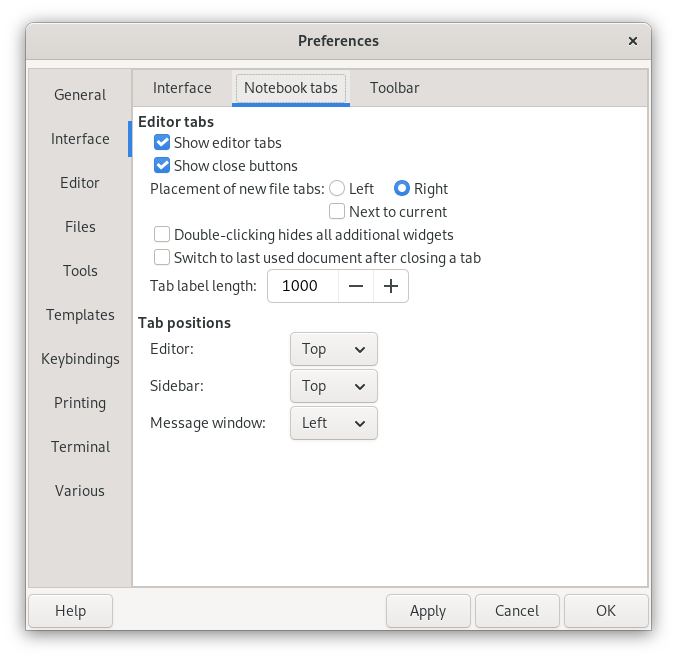 Preferences
General
Interface
Editor
Files
Tools
Templates
Keybindings
Printing
Terminal
Various
Interface
Notebook tabs
Toolbar
Editor tabs
Show editor tabs
Show close buttons
Placement of new file tabs: Left Right
Next to current
Double-clicking hides all additional widgets
Switch to last used document after closing a tab
Tab label length: 1000
Tab positions
Editor: Top
Sidebar: Top
Message window: Left
Help
Apply
Cancel
OK